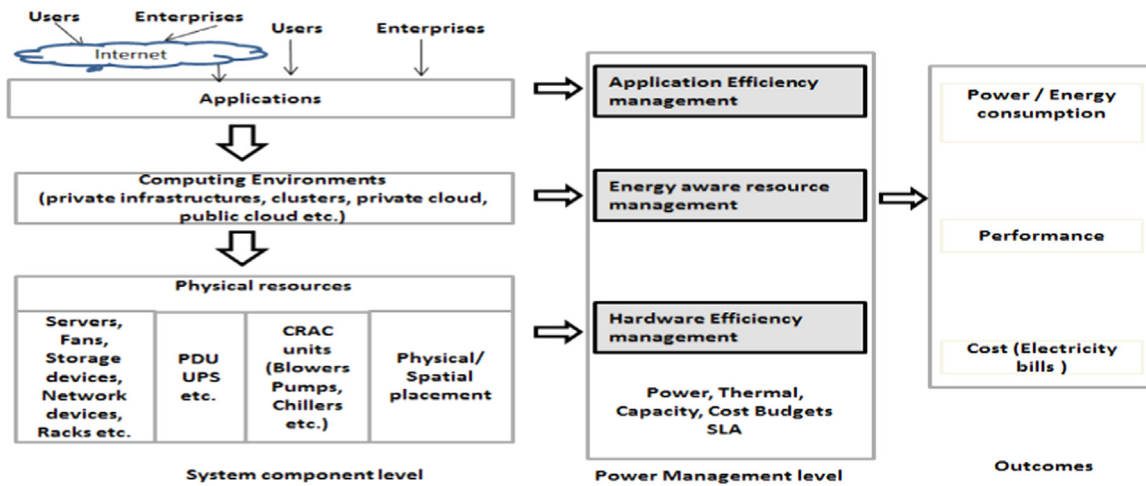 Users
Enterprises
Internet
Users
Enterprises
Applications
Computing Environments
(private infrastructures, clusters, private cloud,
public cloud etc.)
Physical resources
Servers,
Fans,
Storage
devices,
Network
devices,
Racks etc.
PDU
UPS
etc.
CRAC
units
(Blowers
Pumps,
Chillers
etc.)
Physical/
Spatial
placement
System component level
Application Efficiency
management
Energy aware resource
management
Hardware Efficiency
management
Power, Thermal,
Capacity, Cost Budgets
SLA
Power Management level
Power / Energy
consumption
Performance
Cost (Electricity
bills )
Outcomes